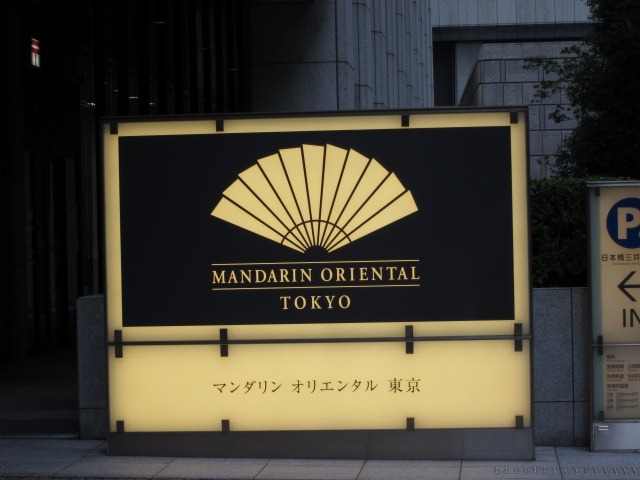 MANDARIN ORIENTAL
TOKYO
マンダリン オリエンタル 東京
P
日本橋三井
IN